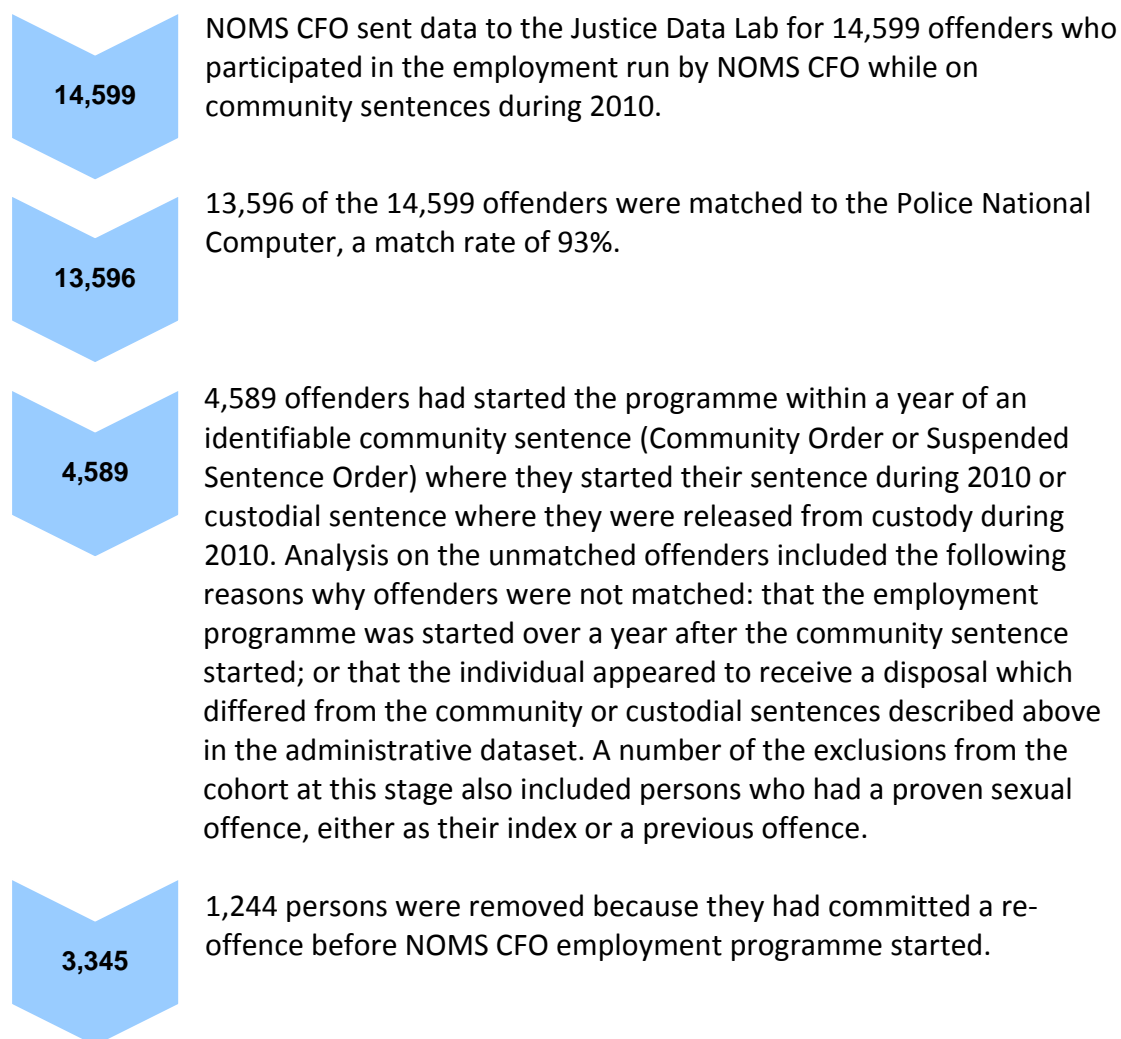 NOMS CFO sent data to the Justice Data Lab for 14,599 offenders who
participated in the employment run by NOMS CFO while on
community sentences during 2010.
14,599
13,596 of the 14,599 offenders were matched to the Police National
Computer, a match rate of 93%.
13,596
4,589 offenders had started the programme within a year of an
identifiable community sentence (Community Order or Suspended
Sentence Order) where they started their sentence during 2010 or
custodial sentence where they were released from custody during
2010. Analysis on the unmatched offenders included the following
reasons why offenders were not matched: that the employment
programme was started over a year after the community sentence
started; or that the individual appeared to receive a disposal which
differed from the community or custodial sentences described above
in the administrative dataset. A number of the exclusions from the
cohort at this stage also included persons who had a proven sexual
offence, either as their index or a previous offence.
4,589
1,244 persons were removed because they had committed a re-
offence before NOMS CFO employment programme started.
3,345